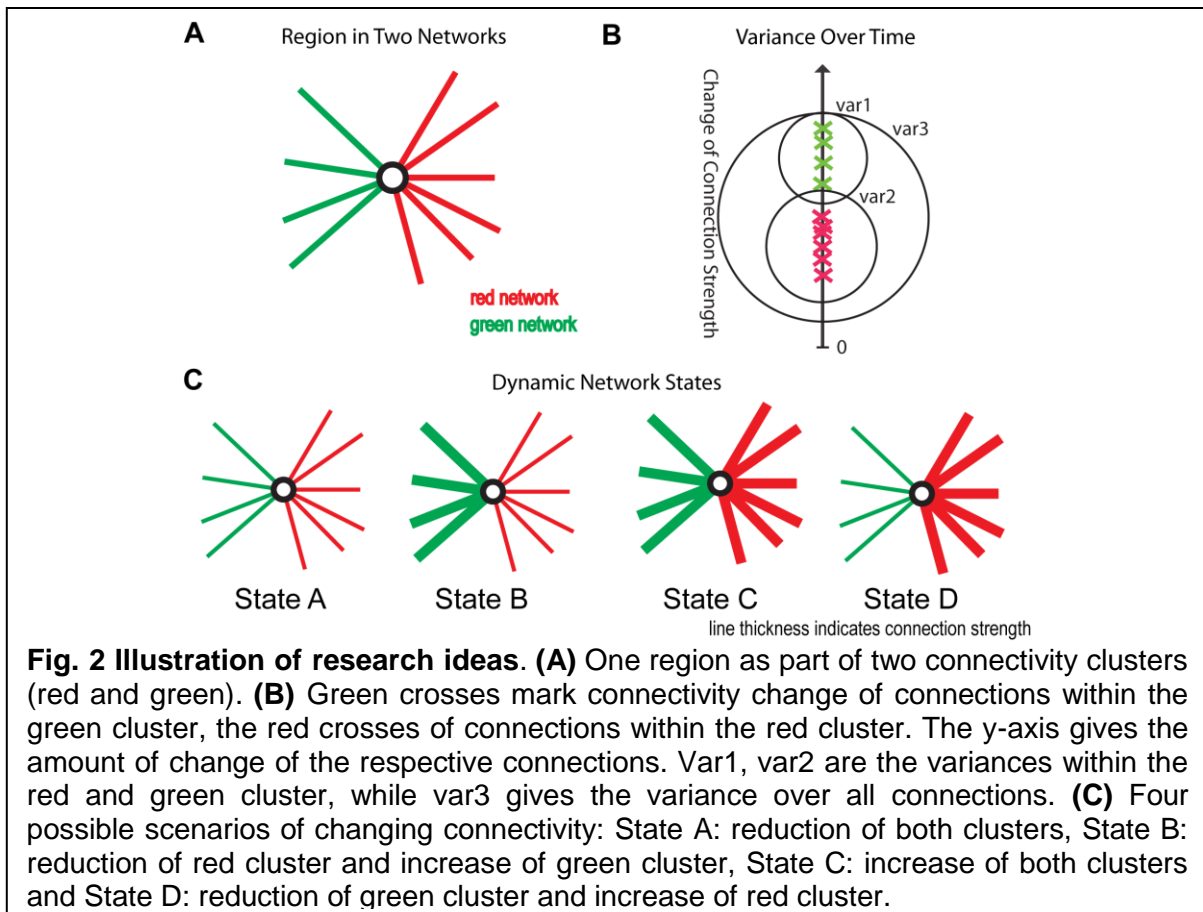 A
Region in Two Networks
red network
green network
B
Variance Over Time
Change of Connection Strength
var1
var3
var2
0
C
Dynamic Network States
State A
State B
State C
State D
line thickness indicates connection strength
Fig. 2 Illustration of research ideas. (A) One region as part of two connectivity clusters
(red and green). (B) Green crosses mark connectivity change of connections within the
green cluster, the red crosses of connections within the red cluster. The y-axis gives the
amount of change of the respective connections. Var1, var2 are the variances within the
red and green cluster, while var3 gives the variance over all connections. (C) Four
possible scenarios of changing connectivity: State A: reduction of both clusters, State B:
reduction of red cluster and increase of green cluster, State C: increase of both clusters
and State D: reduction of green cluster and increase of red cluster.